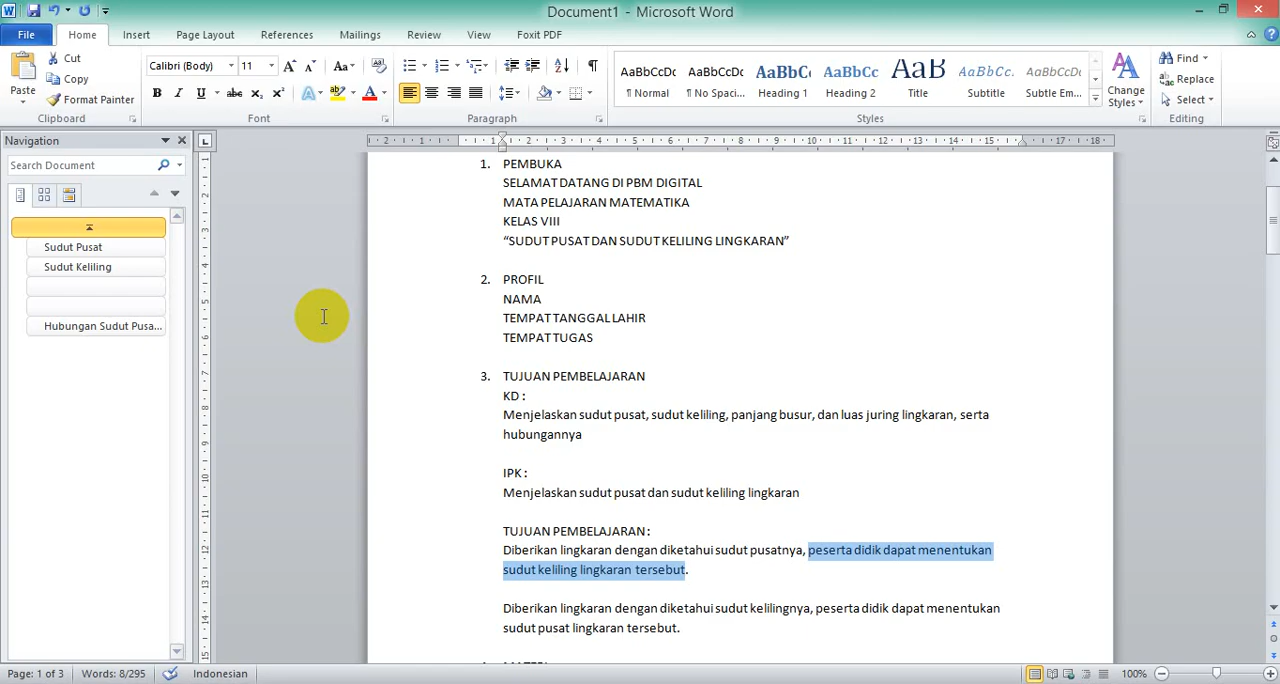 Document1 - Microsoft Word
File Home Insert Page Layout References Mailings Review View Foxit PDF
Paste
Cut
Copy
Format Painter
Clipboard
Calibri (Body) 11
Font
Paragraph
AaBbCcDc AaBbCcDc AaBbCc AaBbCc AaB AaBbCc. AaBbCcDc
¶ Normal ¶ No Spac... Heading 1 Heading 2 Title Subtitle Subtle Em...
Change Styles
Styles
Find
Replace
Select
Editing
Navigation
Search Document
Sudut Pusat
Sudut Keliling
Hubungan Sudut Pusa...
1. PEMBUKA
SELAMAT DATANG DI PBM DIGITAL
MATA PELAJARAN MATEMATIKA
KELAS VIII
“SUDUT PUSAT DAN SUDUT KELILING LINGKARAN”
2. PROFIL
NAMA
TEMPAT TANGGAL LAHIR
TEMPAT TUGAS
3. TUJUAN PEMBELAJARAN
KD :
Menjelaskan sudut pusat, sudut keliling, panjang busur, dan luas juring lingkaran, serta
hubungannya
IPK :
Menjelaskan sudut pusat dan sudut keliling lingkaran
TUJUAN PEMBELAJARAN :
Diberikan lingkaran dengan diketahui sudut pusatnya, peserta didik dapat menentukan
sudut keliling lingkaran tersebut.
Diberikan lingkaran dengan diketahui sudut kelilingnya, peserta didik dapat menentukan
sudut pusat lingkaran tersebut.
Page: 1 of 3 Words: 8/295 Indonesian 100%